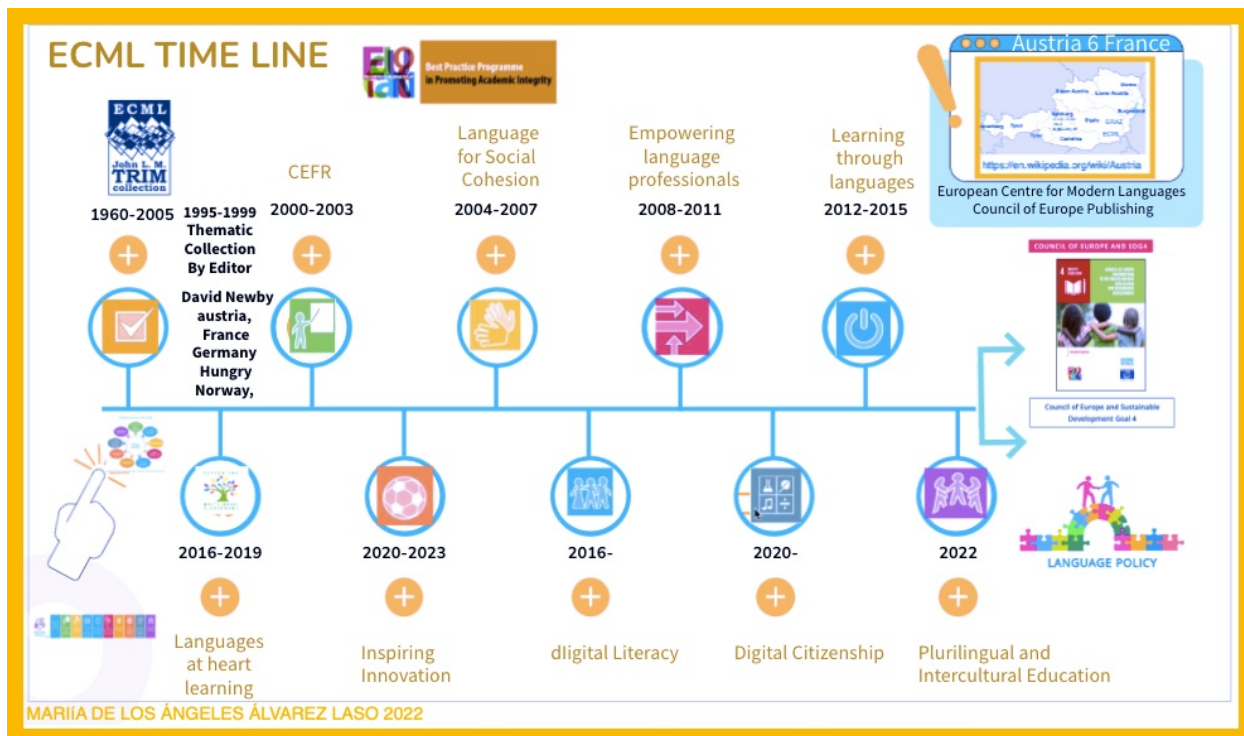 ECML TIME LINE
Best Practice Programme
in Promoting Academic Integrity
Austria 6 France
GRAZ
ECML
https://en.wikipedia.org/wiki/Austria
European Centre for Modern Languages
Council of Europe Publishing
ECML
John L. M.
TRIM
collection
1960-2005
1995-1999
Thematic
Collection
By Editor
David Newby
austria,
France
Germany
Hungry
Norway,
CEFR
2000-2003
Language
for Social
Cohesion
2004-2007
Empowering
language
professionals
2008-2011
Learning
through
languages
2012-2015
COUNCIL OF EUROPE AND SDG4
4
Council of Europe and Sustainable
Development Goal 4
2016-2019
Languages
at heart
learning
2020-2023
Inspiring
Innovation
2016-
dIigital Literacy
2020-
Digital Citizenship
2022
Plurilingual and
Intercultural Education
LANGUAGE POLICY
MARIIíA DE LOS ÁNGELES ÁLVAREZ LASO 2022